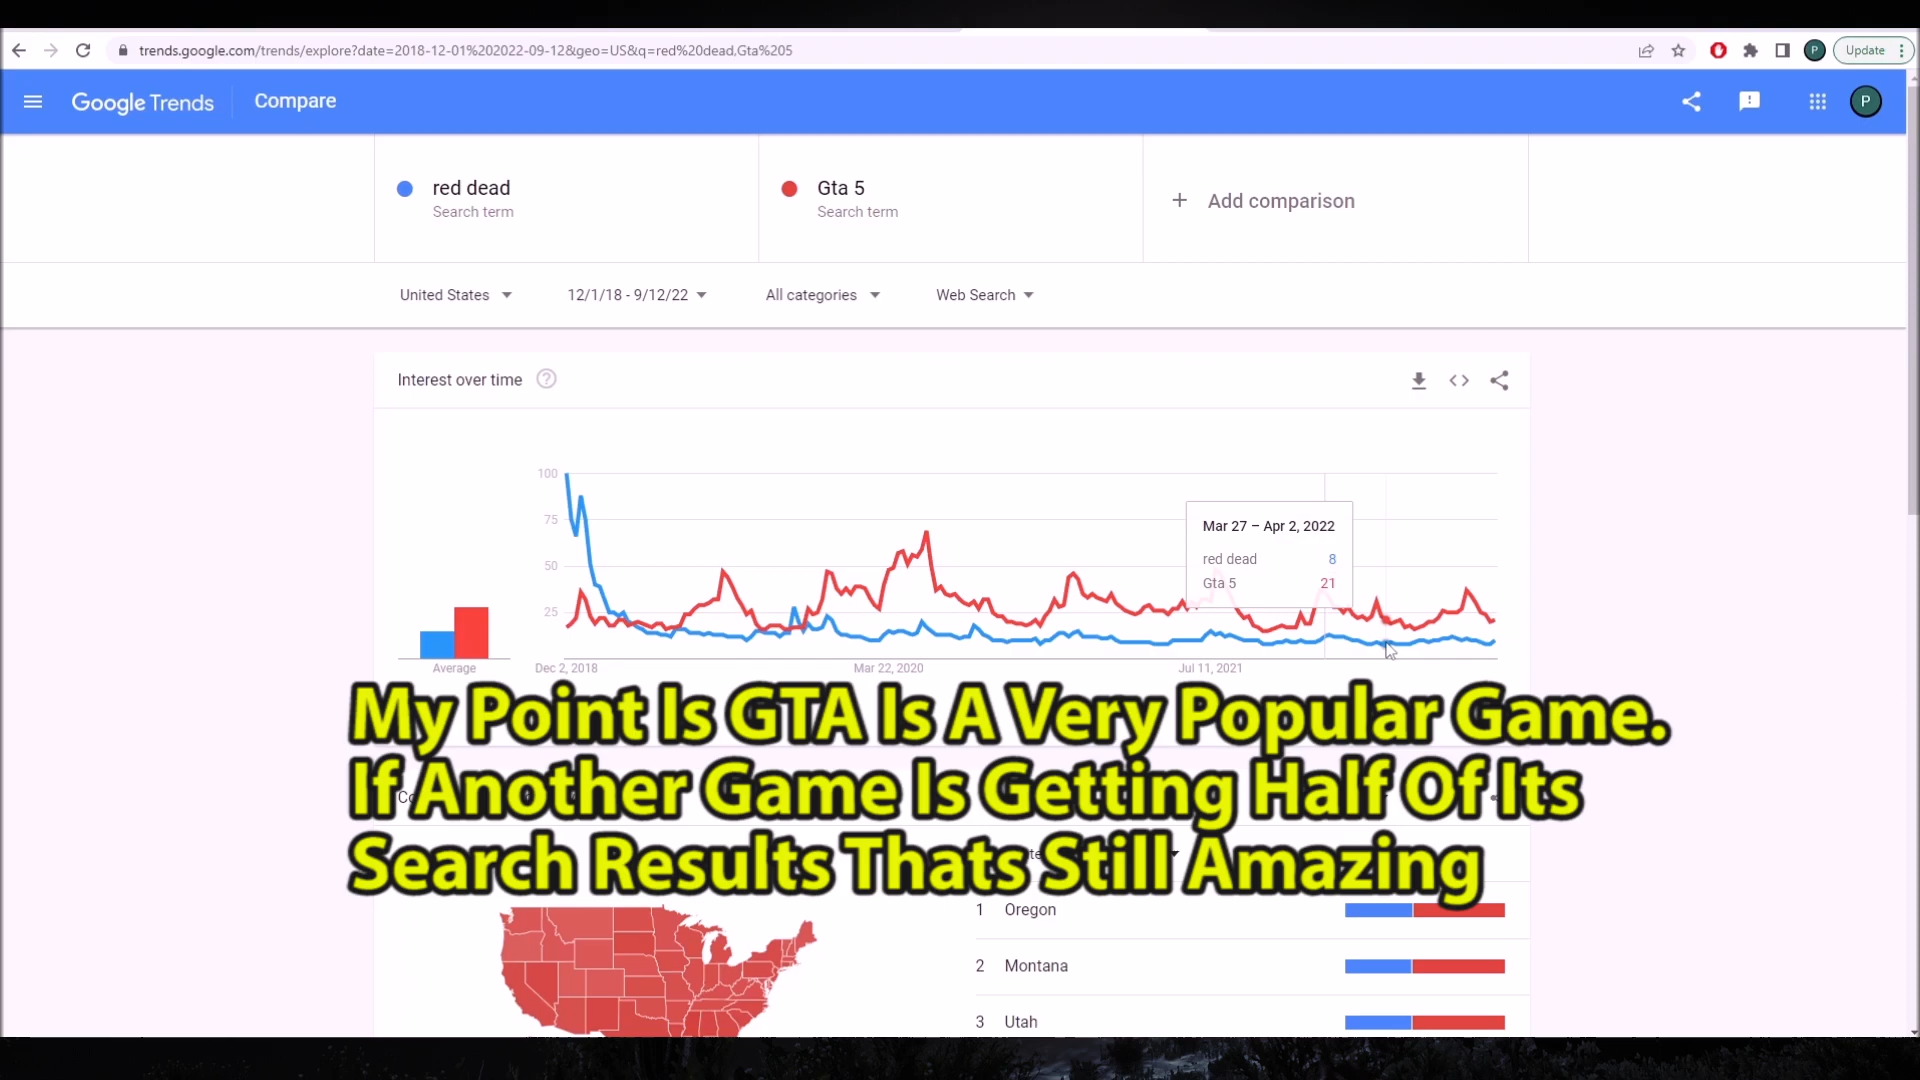 trends.google.com/trends/explore?date=2018-12-01%202022-09-12&geo=US&q=red%20dead,Gta%205
P
Update
Google Trends
Compare
P
red dead
Search term
Gta 5
Search term
+ Add comparison
United States
12/1/18 - 9/12/22
All categories
Web Search
Interest over time
100
75
50
25
Mar 27 – Apr 2, 2022
red dead 8
Gta 5 21
Average
Dec 2, 2018
Mar 22, 2020
Jul 11, 2021
My Point Is GTA Is A Very Popular Game.
If Another Game Is Getting Half Of Its
Search Results Thats Still Amazing
1 Oregon
2 Montana
3 Utah